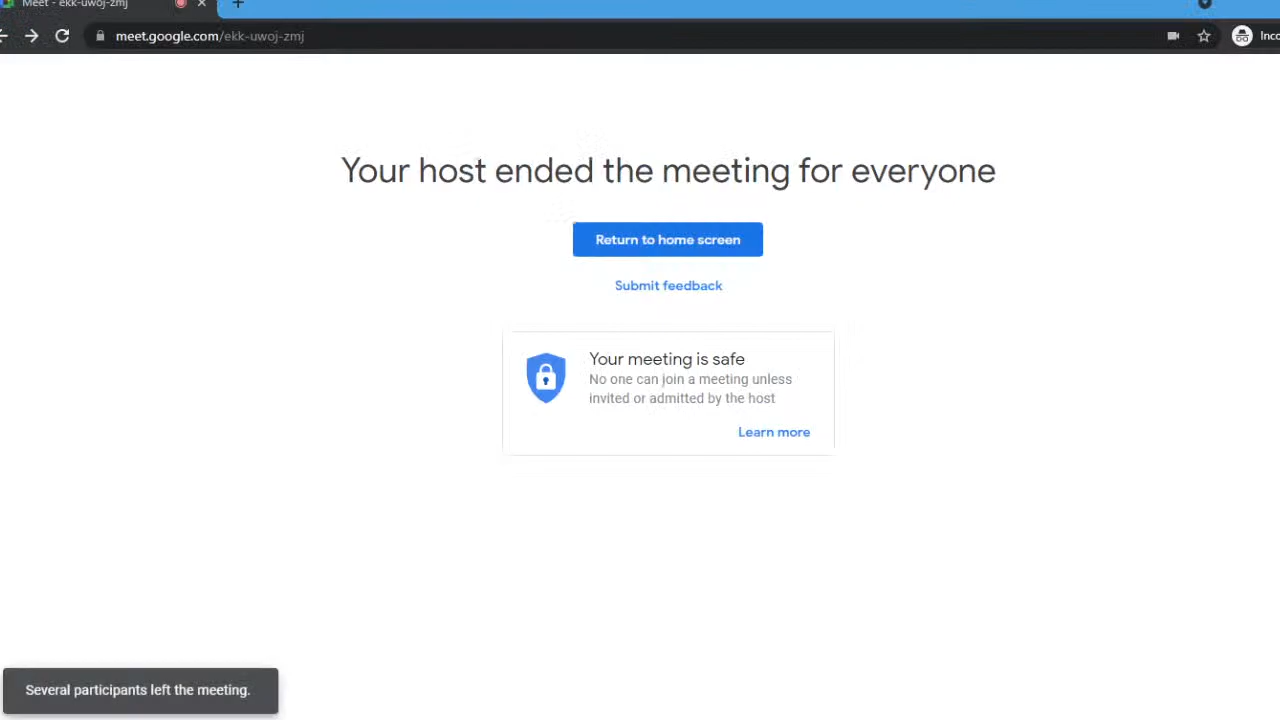 Meet - ekk-uwoj-zmj
meet.google.com/ekk-uwoj-zmj
Inco
Your host ended the meeting for everyone
Return to home screen
Submit feedback
Your meeting is safe
No one can join a meeting unless
invited or admitted by the host
Learn more
Several participants left the meeting.